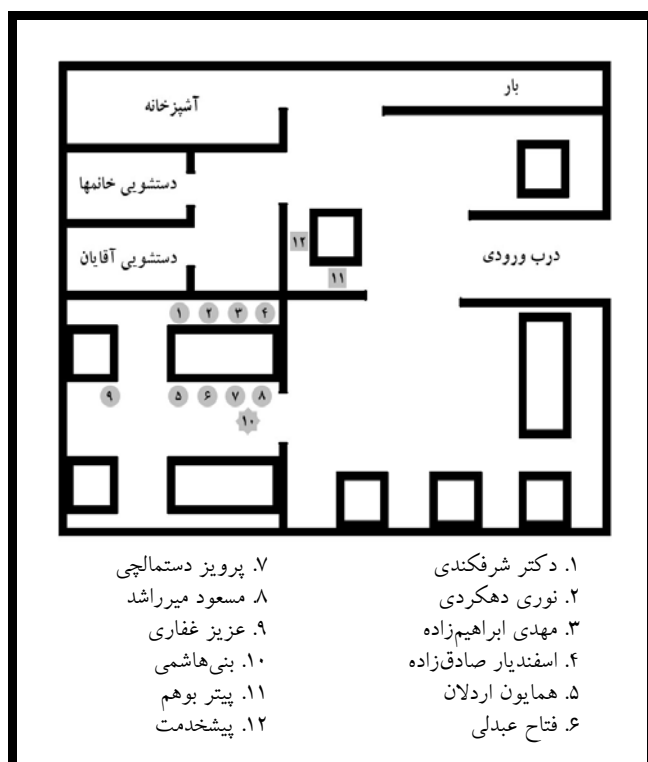 بار
آشپزخانه
دستشویی خانمها
دستشویی آقایان
درب ورودی
۱۲
۱۱
۱ ۲ ۳ ۴
۹
۵ ۶ ۷ ۸
۱۰
۱. دکتر شرفکندی
۲. نوری دهکردی
۳. مهدی ابراهیم‌زاده
۴. اسفندیار صادق‌زاده
۵. همایون اردلان
۶. فتاح عبدلی
۷. پرویز دستمالچی
۸. مسعود میرراشد
۹. عزیز غفاری
۱۰. بنی‌هاشمی
۱۱. پیتر بوهم
۱۲. پیشخدمت